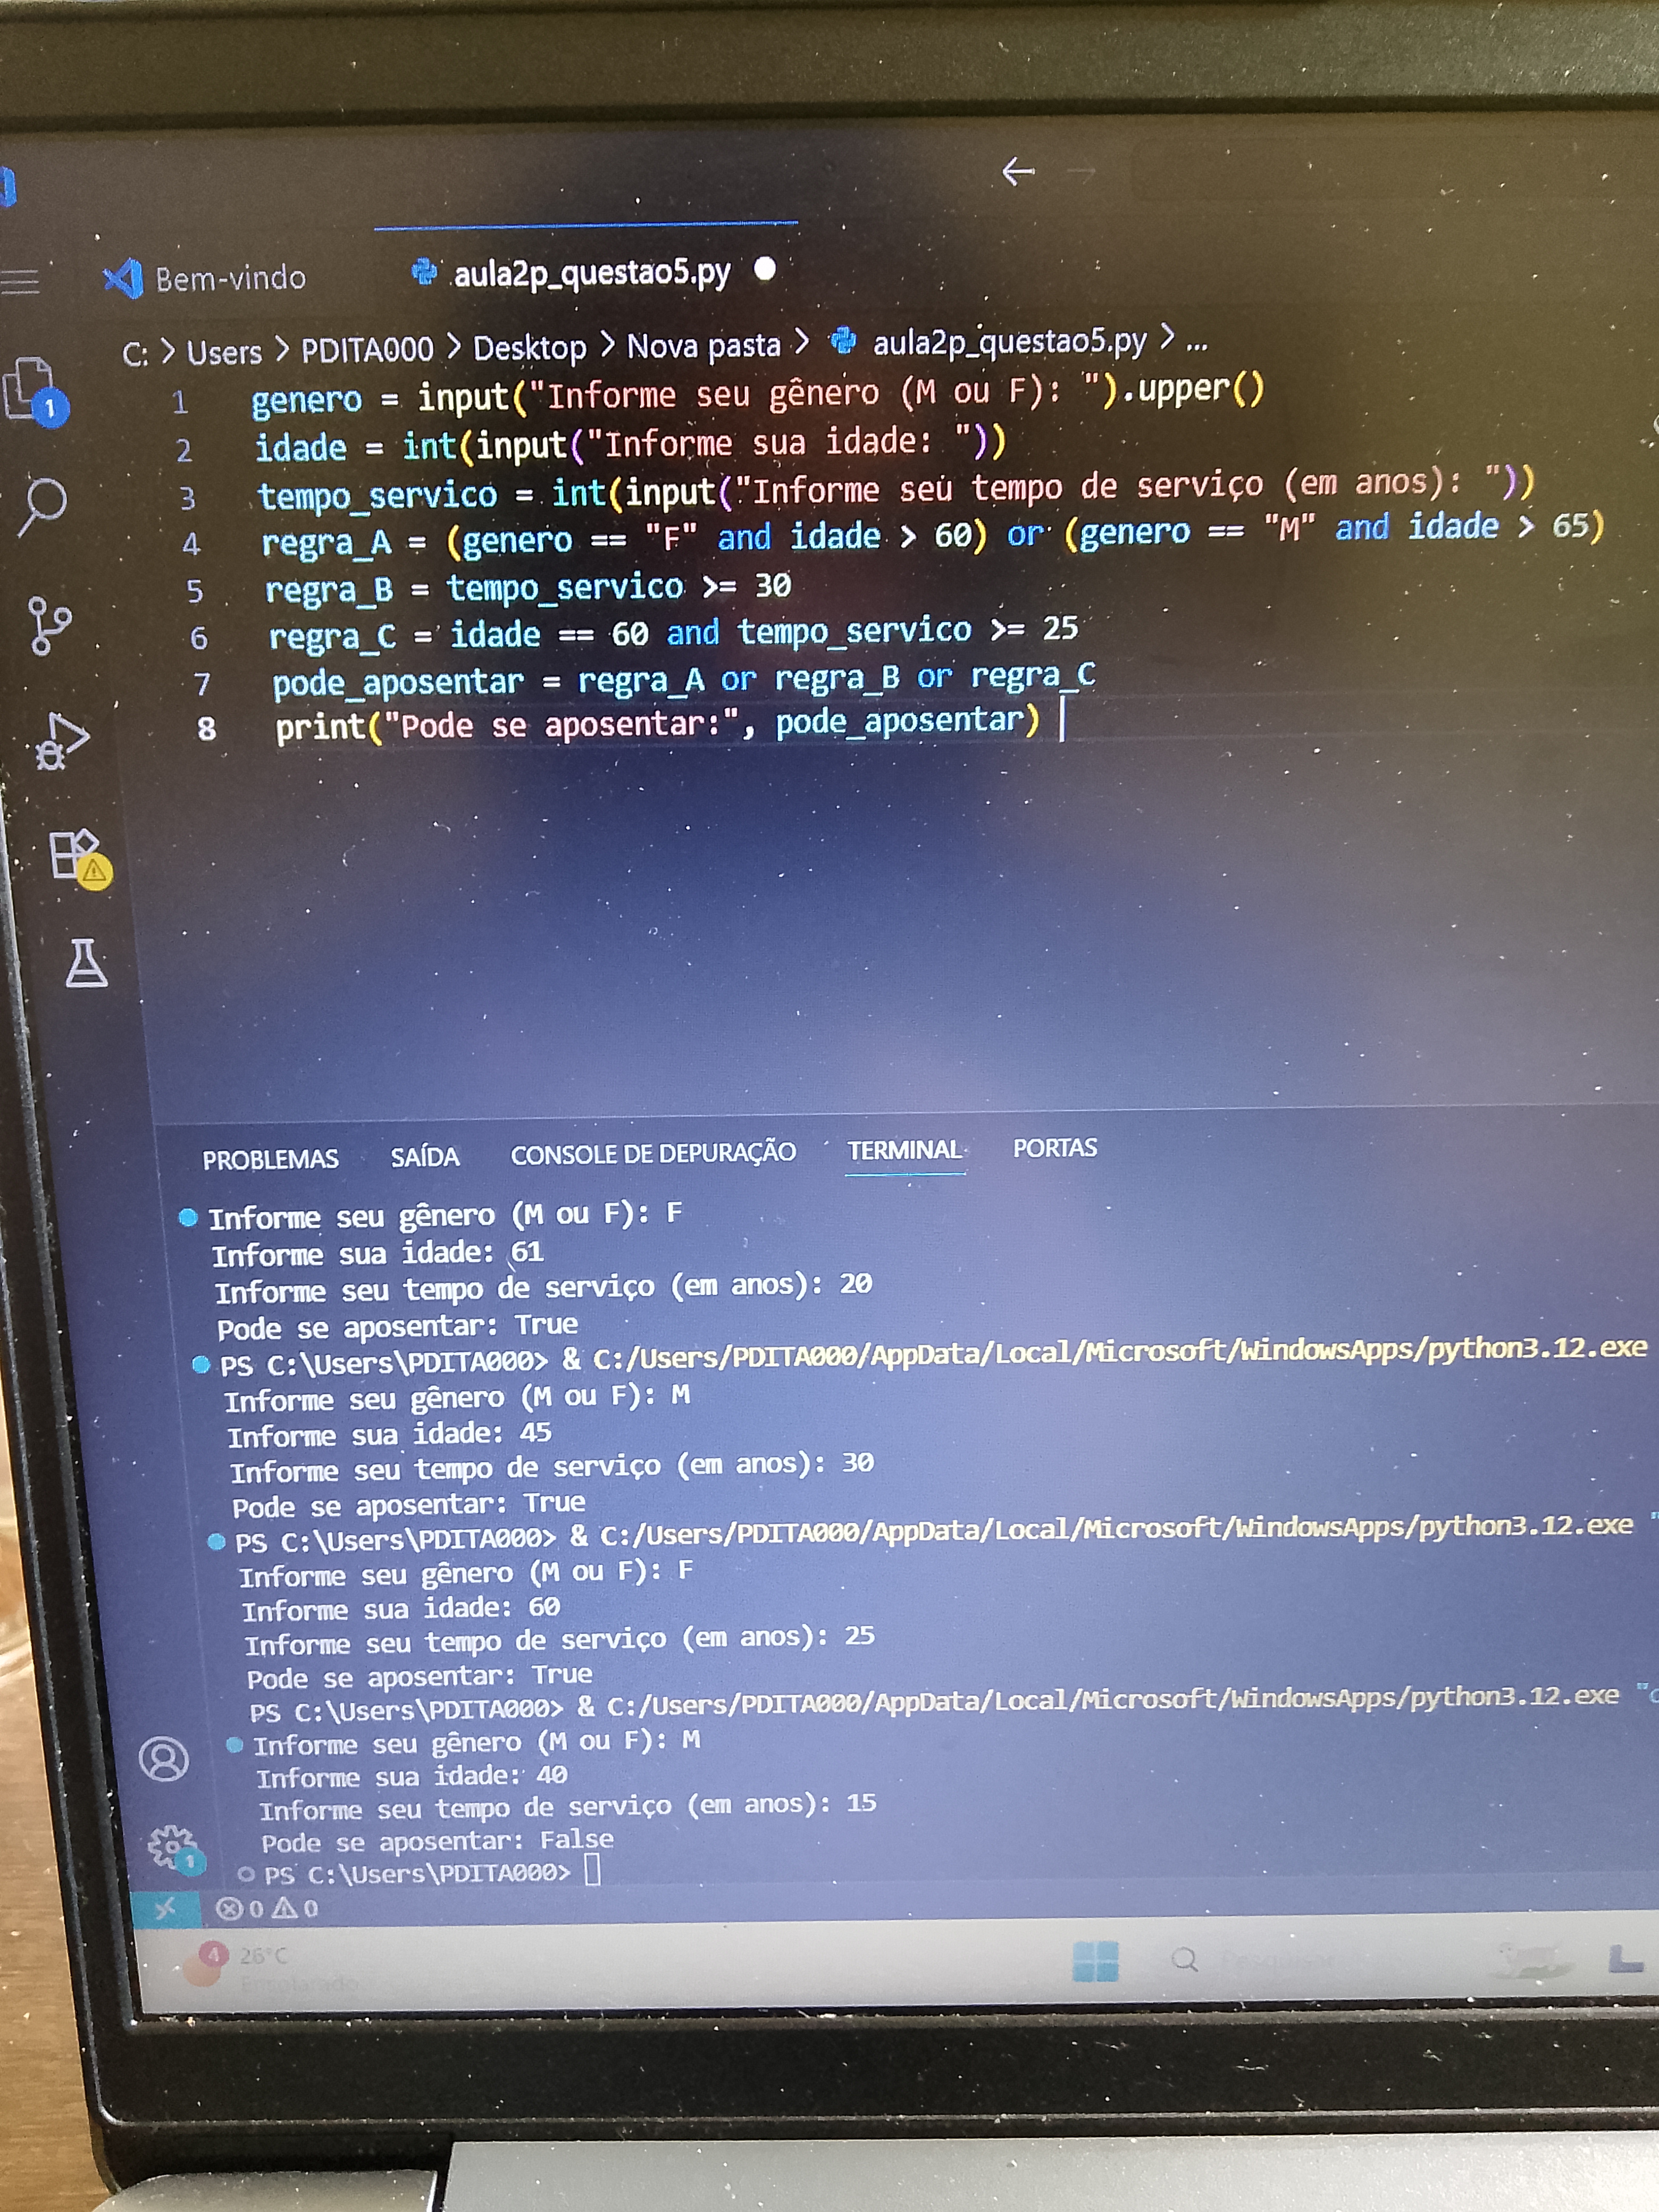 Bem-vindo
aula2p_questao5.py
C: > Users > PDITA000 > Desktop > Nova pasta > aula2p_questao5.py > ...
1 genero = input("Informe seu gênero (M ou F): ").upper()
2 idade = int(input("Informe sua idade: "))
3 tempo_servico = int(input("Informe seu tempo de serviço (em anos): "))
4 regra_A = (genero == "F" and idade > 60) or (genero == "M" and idade > 65)
5 regra_B = tempo_servico >= 30
6 regra_C = idade == 60 and tempo_servico >= 25
7 pode_aposentar = regra_A or regra_B or regra_C
8 print("Pode se aposentar:", pode_aposentar)
1
PROBLEMAS SAÍDA CONSOLE DE DEPURAÇÃO TERMINAL PORTAS
Informe seu gênero (M ou F): F
Informe sua idade: 61
Informe seu tempo de serviço (em anos): 20
Pode se aposentar: True
PS C:\Users\PDITA000> & C:/Users/PDITA000/AppData/Local/Microsoft/WindowsApps/python3.12.exe
Informe seu gênero (M ou F): M
Informe sua idade: 45
Informe seu tempo de serviço (em anos): 30
Pode se aposentar: True
PS C:\Users\PDITA000> & C:/Users/PDITA000/AppData/Local/Microsoft/WindowsApps/python3.12.exe "
Informe seu gênero (M ou F): F
Informe sua idade: 60
Informe seu tempo de serviço (em anos): 25
Pode se aposentar: True
PS C:\Users\PDITA000> & C:/Users/PDITA000/AppData/Local/Microsoft/WindowsApps/python3.12.exe "c
Informe seu gênero (M ou F): M
Informe sua idade: 40
Informe seu tempo de serviço (em anos): 15
Pode se aposentar: False
PS C:\Users\PDITA000>
1
0 0
4
26°C
Pesquisar